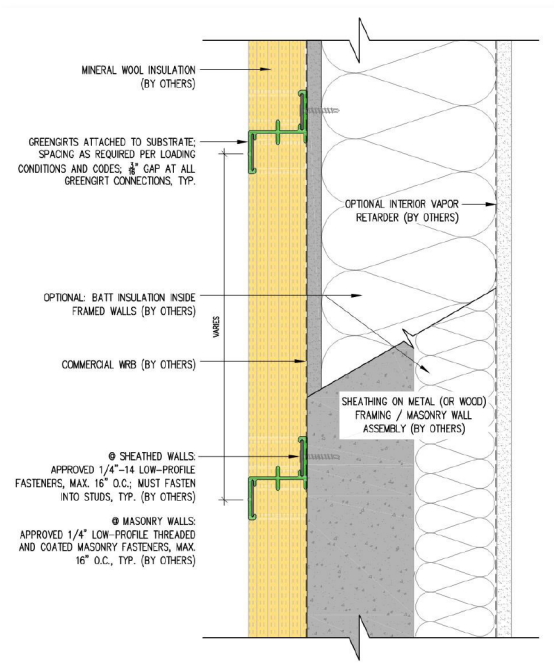 MINERAL WOOL INSULATION
(BY OTHERS)
GREENGIRTS ATTACHED TO SUBSTRATE;
SPACING AS REQUIRED PER LOADING
CONDITIONS AND CODES; 3/16" GAP AT ALL
GREENGIRT CONNECTIONS, TYP.
OPTIONAL INTERIOR VAPOR
RETARDER (BY OTHERS)
OPTIONAL: BATT INSULATION INSIDE
FRAMED WALLS (BY OTHERS)
VARIES
COMMERCIAL WRB (BY OTHERS)
SHEATHING ON METAL (OR WOOD)
FRAMING / MASONRY WALL
ASSEMBLY (BY OTHERS)
@ SHEATHED WALLS:
APPROVED 1/4"-14 LOW-PROFILE
FASTENERS, MAX. 16" O.C.; MUST FASTEN
INTO STUDS, TYP. (BY OTHERS)
@ MASONRY WALLS:
APPROVED 1/4" LOW-PROFILE THREADED
AND COATED MASONRY FASTENERS, MAX.
16" O.C., TYP. (BY OTHERS)